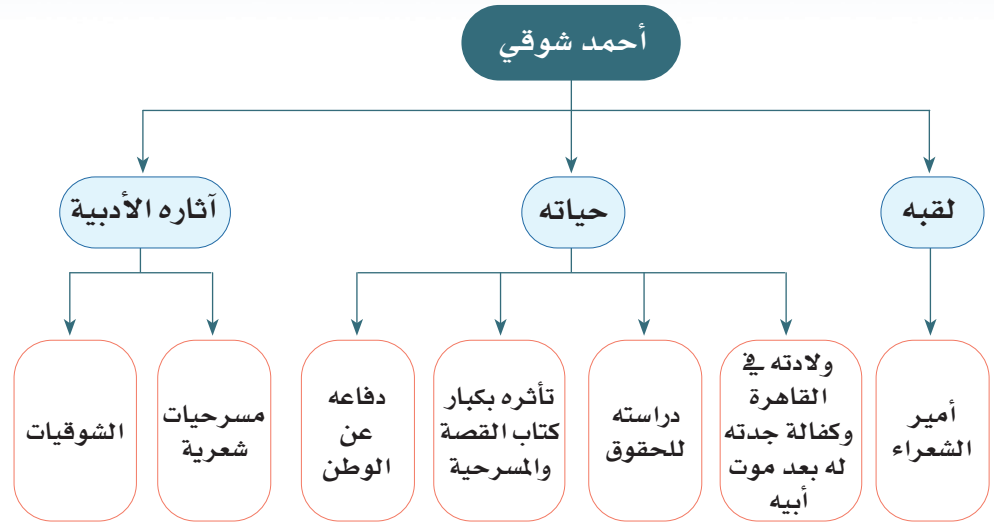 أحمد شوقي
لقبه
حياته
آثاره الأدبية
أمير
الشعراء
ولادته في
القاهرة
وكفالة جدته
له بعد موت
أبيه
دراسته
للحقوق
تأثره بكبار
كتاب القصة
والمسرحية
دفاعه
عن
الوطن
مسرحيات
شعرية
الشوقيات